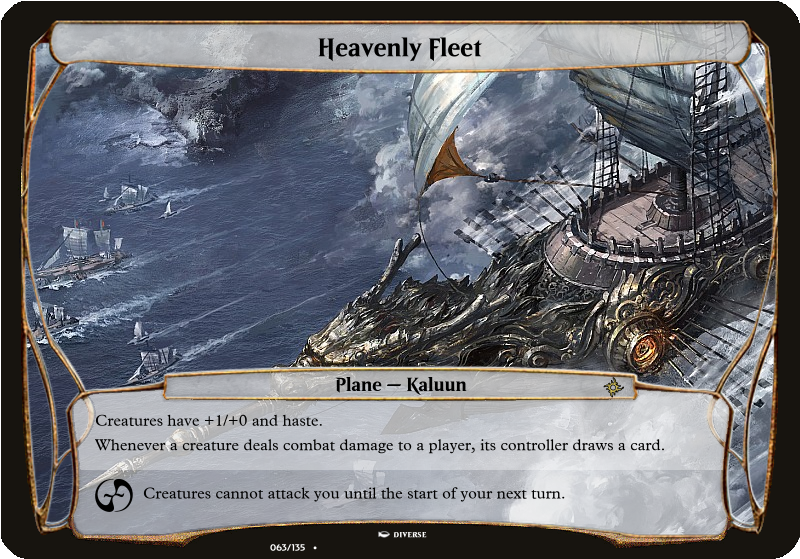 Heavenly Fleet
Plane — Kaluun
Creatures have +1/+0 and haste.
Whenever a creature deals combat damage to a player, its controller draws a card.
Creatures cannot attack you until the start of your next turn.
DIVERSE
063/135 •